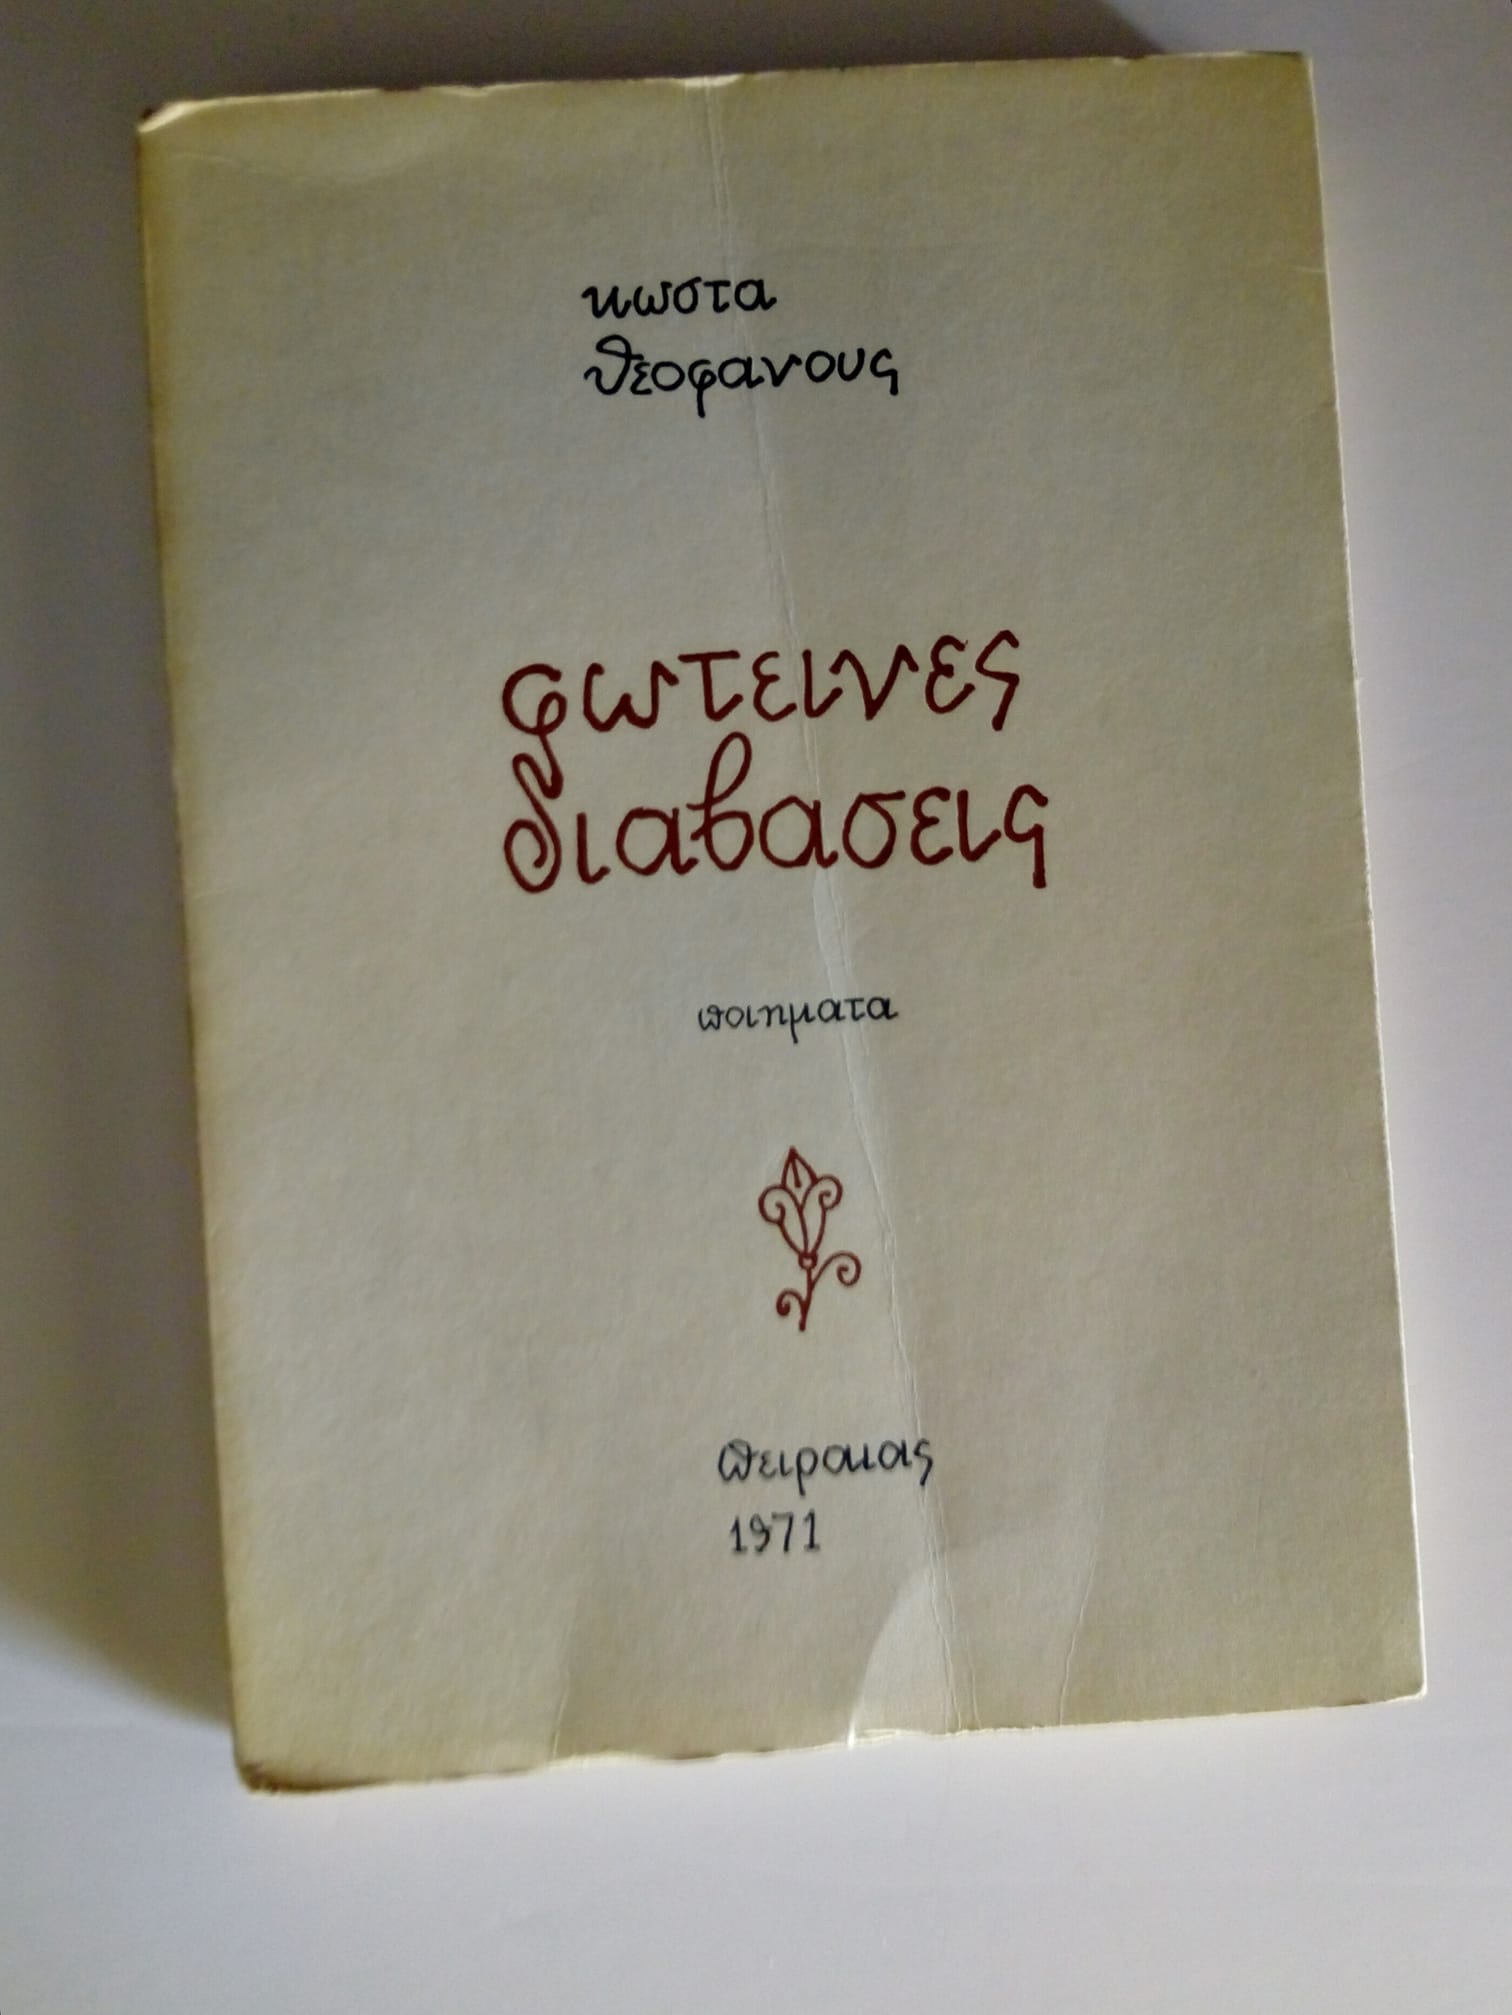 κωστα
θεοφανους
φωτεινες
διαβασεις
ποιηματα
πειραιας
1971